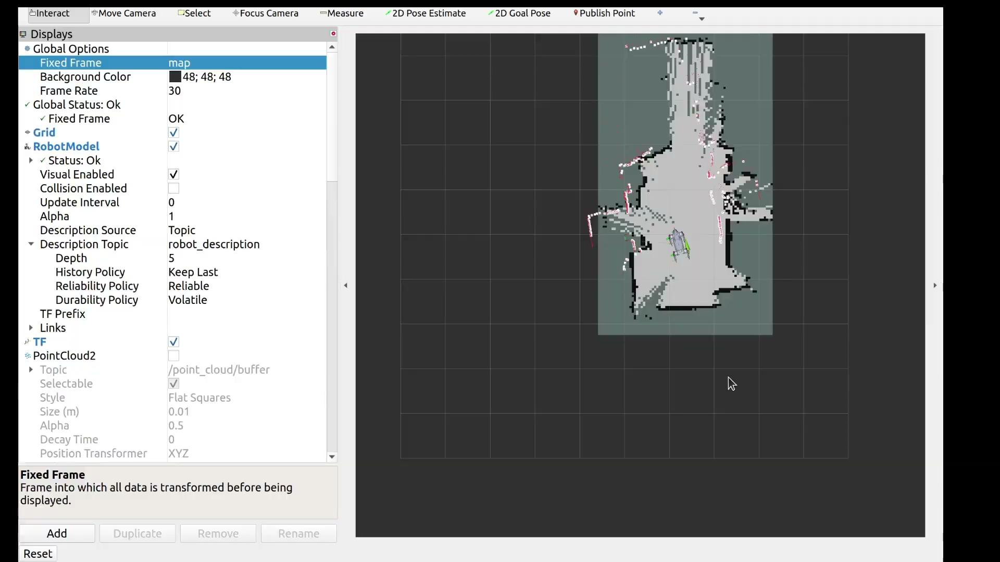 Interact Move Camera Select Focus Camera Measure 2D Pose Estimate 2D Goal Pose Publish Point
Displays
Global Options
Fixed Frame map
Background Color 48; 48; 48
Frame Rate 30
Global Status: Ok
Fixed Frame OK
Grid
RobotModel
Status: Ok
Visual Enabled
Collision Enabled
Update Interval 0
Alpha 1
Description Source Topic
Description Topic robot_description
Depth 5
History Policy Keep Last
Reliability Policy Reliable
Durability Policy Volatile
TF Prefix
Links
TF
PointCloud2
Topic /point_cloud/buffer
Selectable
Style Flat Squares
Size (m) 0.01
Alpha 0.5
Decay Time 0
Position Transformer XYZ
Fixed Frame
Frame into which all data is transformed before being
displayed.
Add Duplicate Remove Rename
Reset